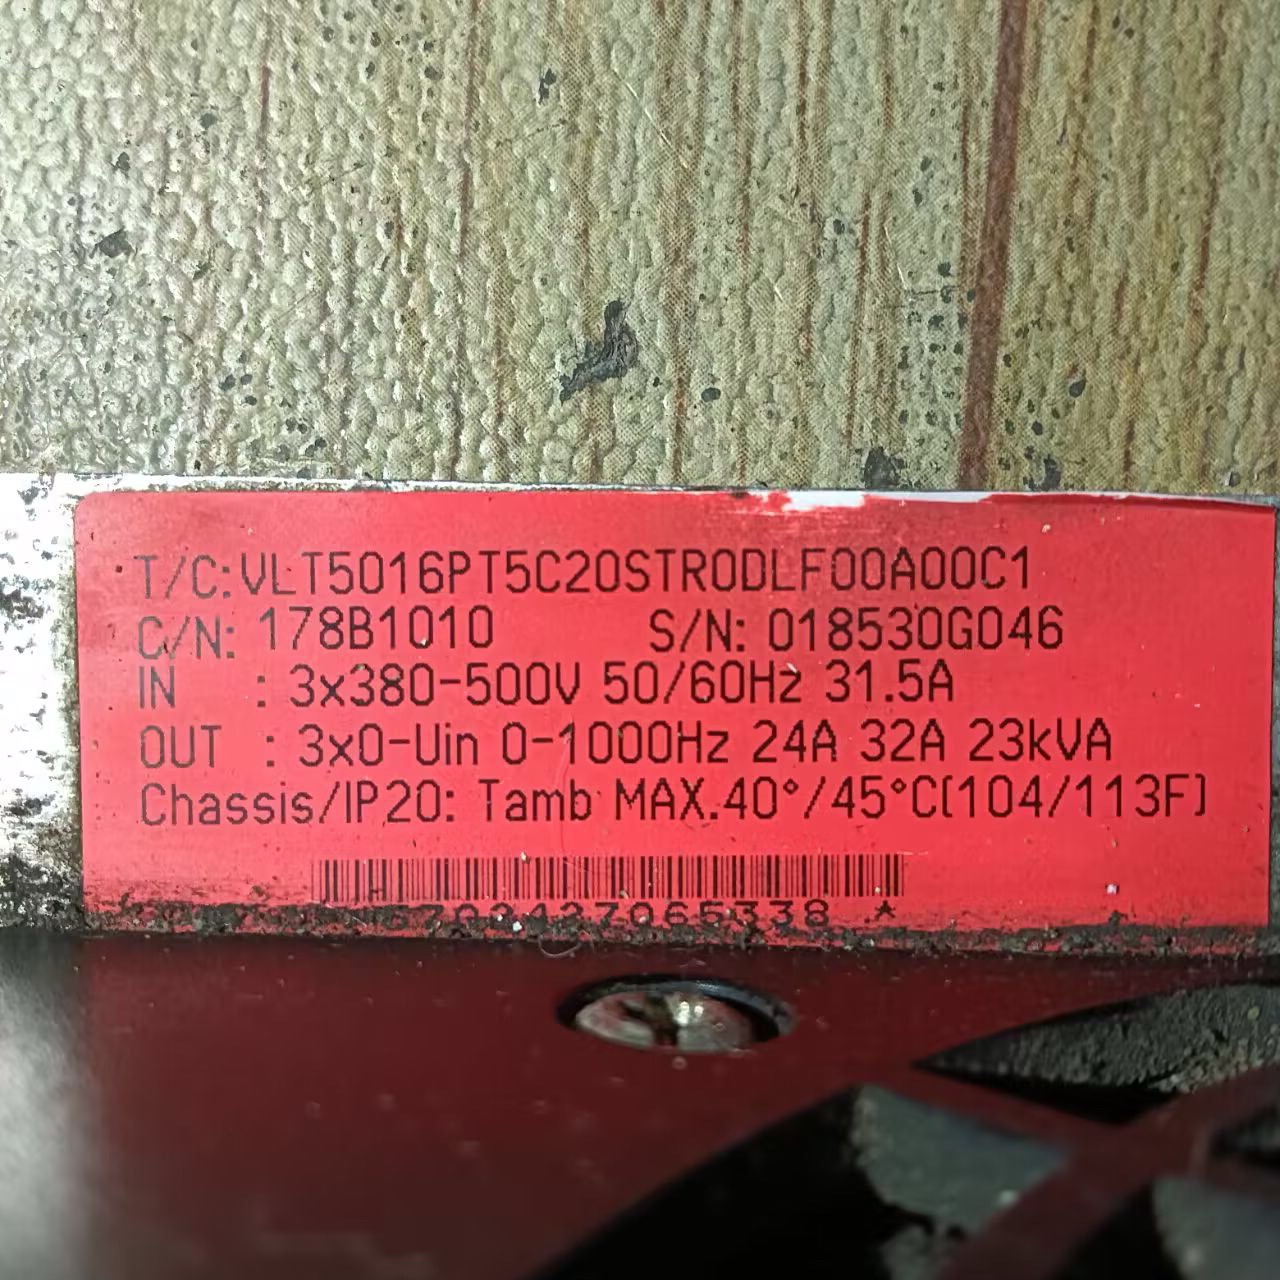 T/C:VLT5016PT5C20STR0DLF00A00C1
C/N: 178B1010 S/N: 018530G046
IN : 3x380-500V 50/60Hz 31.5A
OUT : 3x0-Uin 0-1000Hz 24A 32A 23kVA
Chassis/IP20: Tamb MAX.40°/45°C(104/113F)